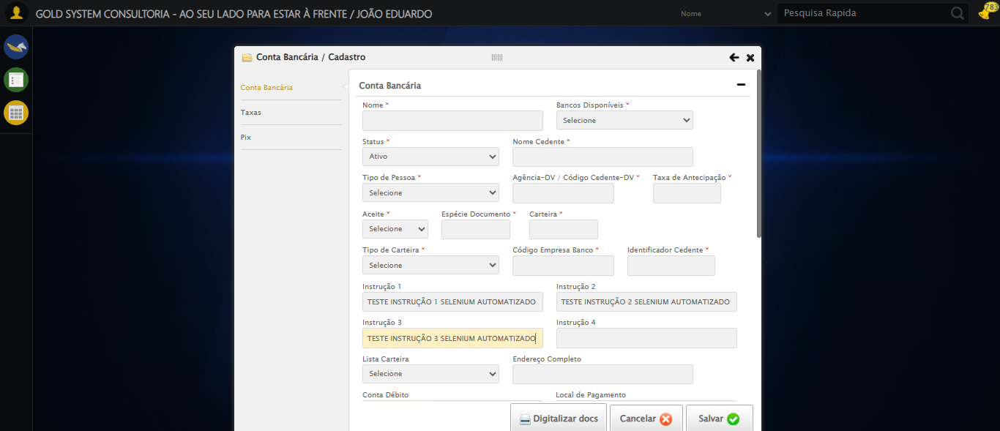 GOLD SYSTEM CONSULTORIA - AO SEU LADO PARA ESTAR À FRENTE / JOÃO EDUARDO
Nome
Pesquisa Rapida
783
Conta Bancária / Cadastro
Conta Bancária
Taxas
Pix
Conta Bancária
Nome *
Bancos Disponíveis *
Selecione
Status *
Nome Cedente *
Ativo
Tipo de Pessoa *
Agência-DV / Código Cedente-DV *
Taxa de Antecipação *
Selecione
Aceite *
Espécie Documento *
Carteira *
Selecione
Tipo de Carteira *
Código Empresa Banco *
Identificador Cedente *
Selecione
Instrução 1
Instrução 2
TESTE INSTRUÇÃO 1 SELENIUM AUTOMATIZADO
TESTE INSTRUÇÃO 2 SELENIUM AUTOMATIZADO
Instrução 3
Instrução 4
TESTE INSTRUÇÃO 3 SELENIUM AUTOMATIZADO
Lista Carteira
Endereço Completo
Selecione
Conta Débito
Local de Pagamento
Digitalizar docs
Cancelar
Salvar